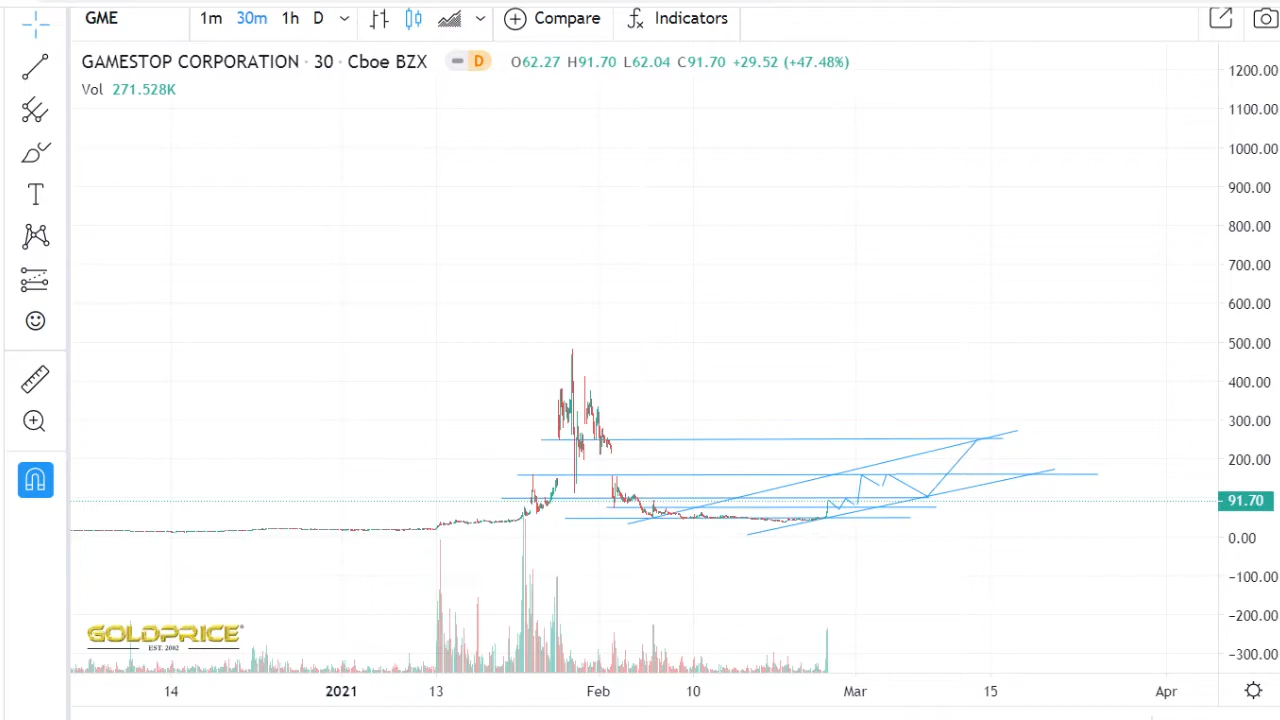 GME 1m 30m 1h D Compare Indicators
GAMESTOP CORPORATION · 30 · Cboe BZX D O62.27 H91.70 L62.04 C91.70 +29.52 (+47.48%)
Vol 271.528K
1200.00
1100.00
1000.00
900.00
800.00
700.00
600.00
500.00
400.00
300.00
200.00
91.70
0.00
−100.00
−200.00
−300.00
GOLDPRICE®
EST. 2002
14 2021 13 Feb 10 Mar 15 Apr